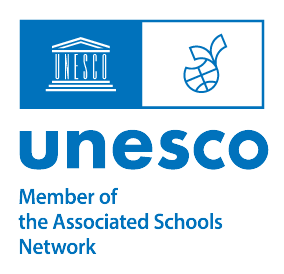 UNESCO
unesco
Member of
the Associated Schools
Network